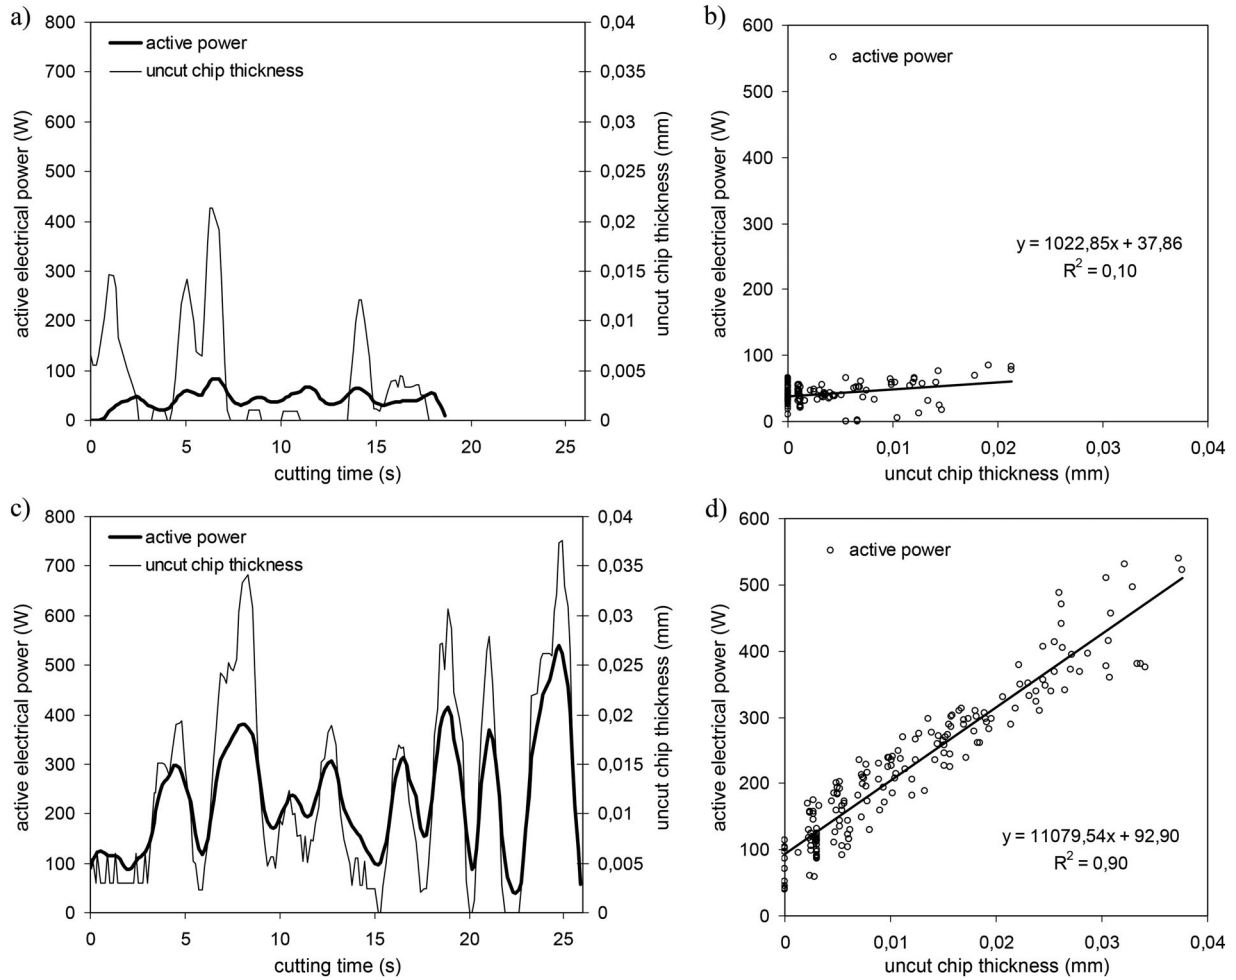 a)
800
700
600
500
400
300
200
100
0
active electrical power (W)
active power
uncut chip thickness
0,04
0,035
0,03
0,025
0,02
0,015
0,01
0,005
0
uncut chip thickness (mm)
0 5 10 15 20 25
cutting time (s)
b)
600
500
400
300
200
100
0
active electrical power (W)
active power
y = 1022,85x + 37,86
R² = 0,10
0 0,01 0,02 0,03 0,04
uncut chip thickness (mm)
c)
800
700
600
500
400
300
200
100
0
active electrical power (W)
active power
uncut chip thickness
0,04
0,035
0,03
0,025
0,02
0,015
0,01
0,005
0
uncut chip thickness (mm)
0 5 10 15 20 25
cutting time (s)
d)
600
500
400
300
200
100
0
active electrical power (W)
active power
y = 11079,54x + 92,90
R² = 0,90
0 0,01 0,02 0,03 0,04
uncut chip thickness (mm)